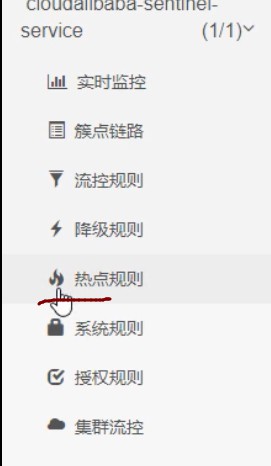 cloudalibaba-sentinel-
service (1/1)
实时监控
簇点链路
流控规则
降级规则
热点规则
系统规则
授权规则
集群流控